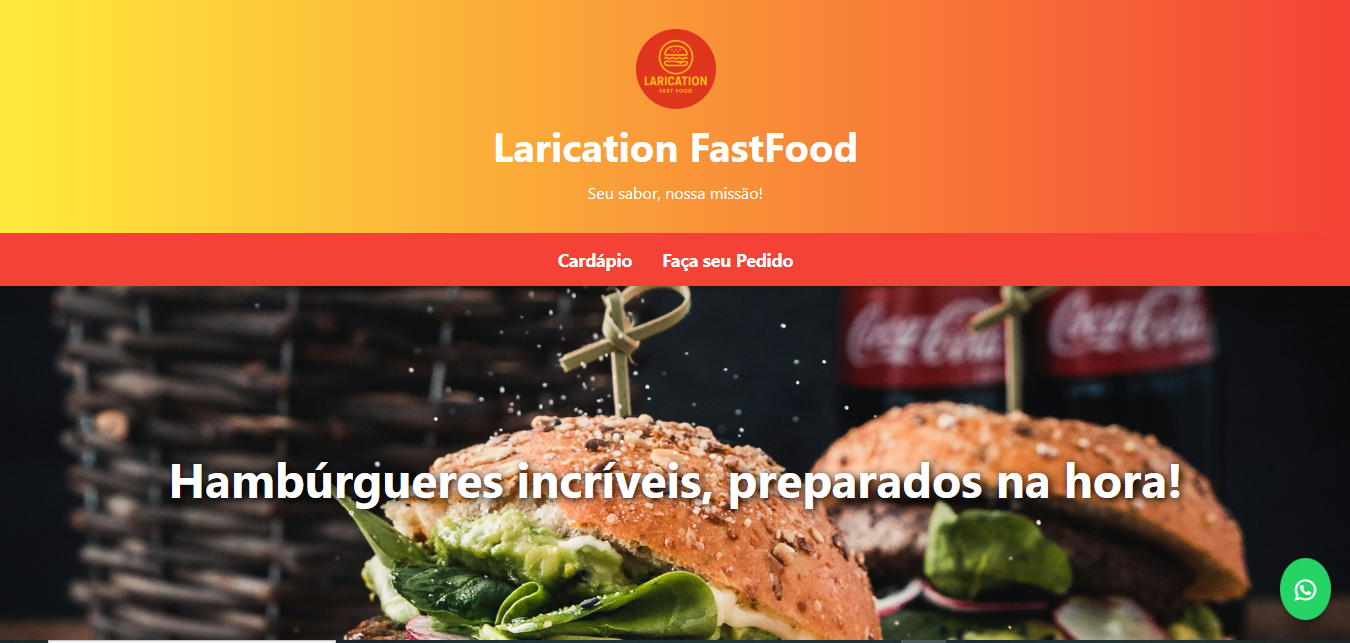 LARICATION
FAST FOOD
Larication FastFood
Seu sabor, nossa missão!
Cardápio Faça seu Pedido
Coca-Cola Coca-Cola
Hambúrgueres incríveis, preparados na hora!